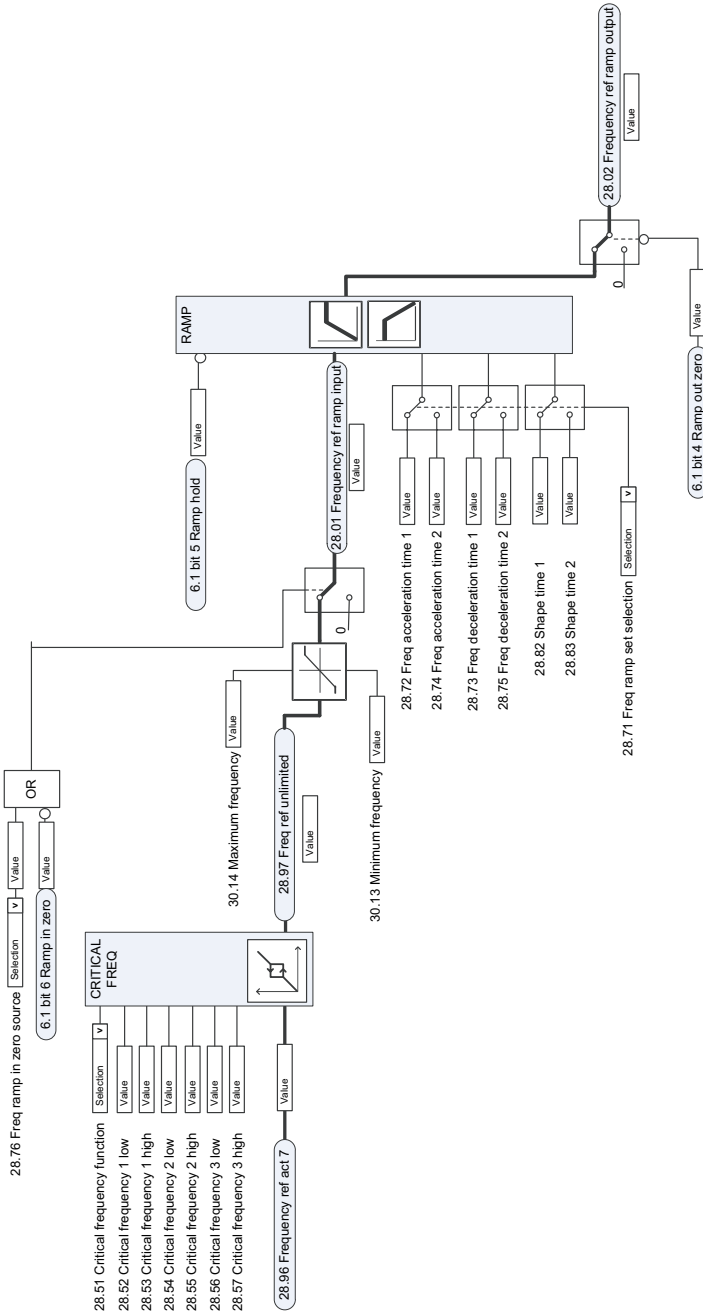 28.76 Freq ramp in zero source Selection v Value
6.1 bit 6 Ramp in zero Value
OR
28.51 Critical frequency function Selection v
28.52 Critical frequency 1 low Value
28.53 Critical frequency 1 high Value
28.54 Critical frequency 2 low Value
28.55 Critical frequency 2 high Value
28.56 Critical frequency 3 low Value
28.57 Critical frequency 3 high Value
28.96 Frequency ref act 7 Value
CRITICAL
FREQ
28.97 Freq ref unlimited
Value
30.14 Maximum frequency Value
30.13 Minimum frequency Value
0
6.1 bit 5 Ramp hold Value
28.01 Frequency ref ramp input
Value
RAMP
28.72 Freq acceleration time 1 Value
28.74 Freq acceleration time 2 Value
28.73 Freq deceleration time 1 Value
28.75 Freq deceleration time 2 Value
28.82 Shape time 1 Value
28.83 Shape time 2 Value
28.71 Freq ramp set selection Selection v
0
6.1 bit 4 Ramp out zero Value
28.02 Frequency ref ramp output
Value